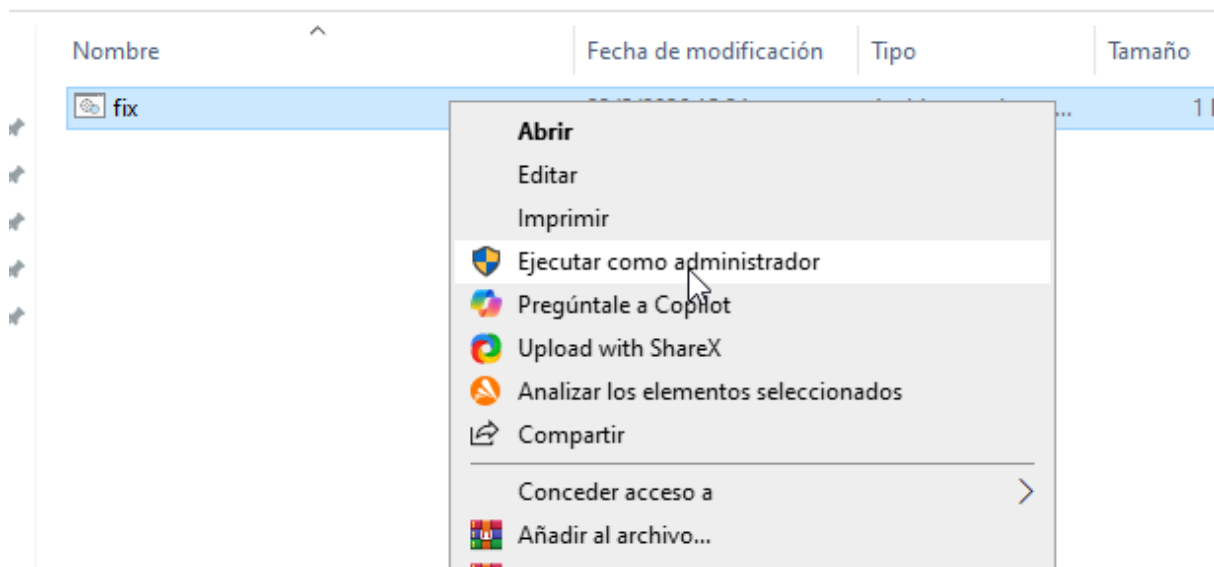 Nombre Fecha de modificación Tipo Tamaño
fix ... 1
Abrir
Editar
Imprimir
Ejecutar como administrador
Pregúntale a Copilot
Upload with ShareX
Analizar los elementos seleccionados
Compartir
Conceder acceso a
Añadir al archivo...